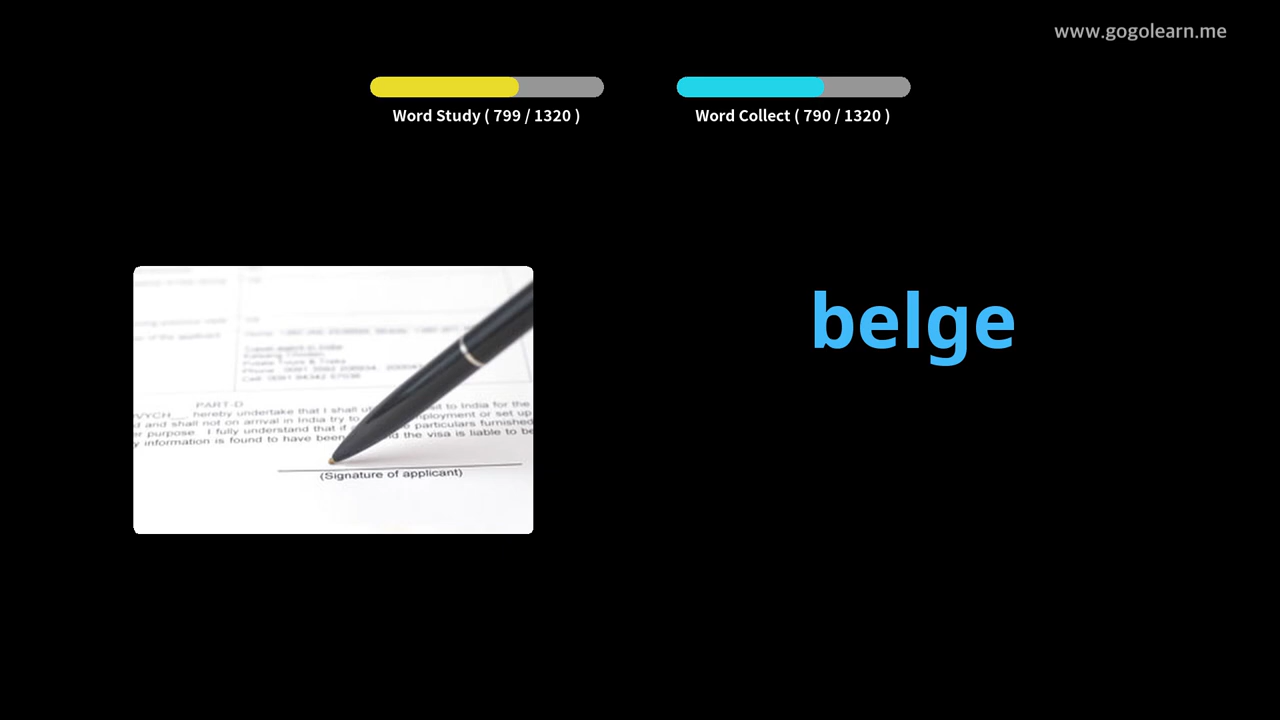 www.gogolearn.me
Word Study ( 799 / 1320 )
Word Collect ( 790 / 1320 )
belge
PART-D
VYCH__, hereby undertake that I shall sit to India for the
and shall not on arrival in India try to employment or set up
purpose. I fully understand that if particulars furnished
information is found to have been the visa is liable to be
(Signature of applicant)